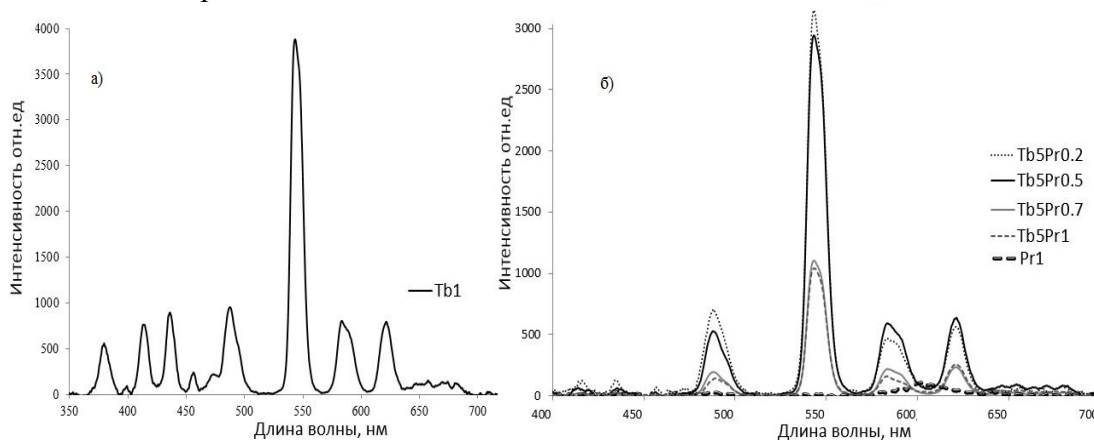 а)
Интенсивность отн.ед
4000
3500
3000
2500
2000
1500
1000
500
0
Tb1
350 400 450 500 550 600 650 700
Длина волны, нм
б)
Интенсивность отн.ед
3000
2500
2000
1500
1000
500
0
Tb5Pr0.2
Tb5Pr0.5
Tb5Pr0.7
Tb5Pr1
Pr1
400 450 500 550 600 650 700
Длина волны, нм